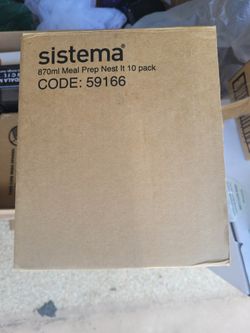 sistema®
870ml Meal Prep Nest It 10 pack
CODE: 59166